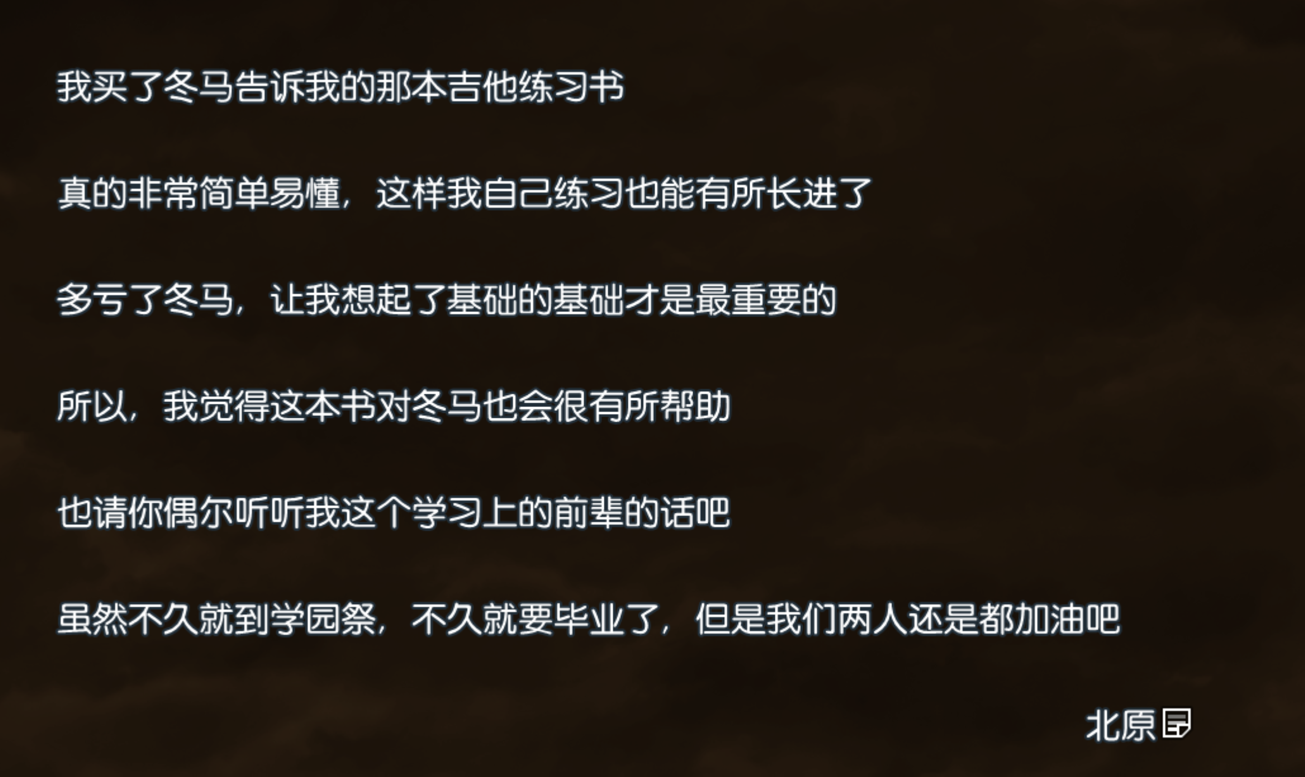 我买了冬马告诉我的那本吉他练习书
真的非常简单易懂，这样我自己练习也能有所长进了
多亏了冬马，让我想起了基础的基础才是最重要的
所以，我觉得这本书对冬马也会很有所帮助
也请你偶尔听听我这个学习上的前辈的话吧
虽然不久就到学园祭，不久就要毕业了，但是我们两人还是都加油吧
北原